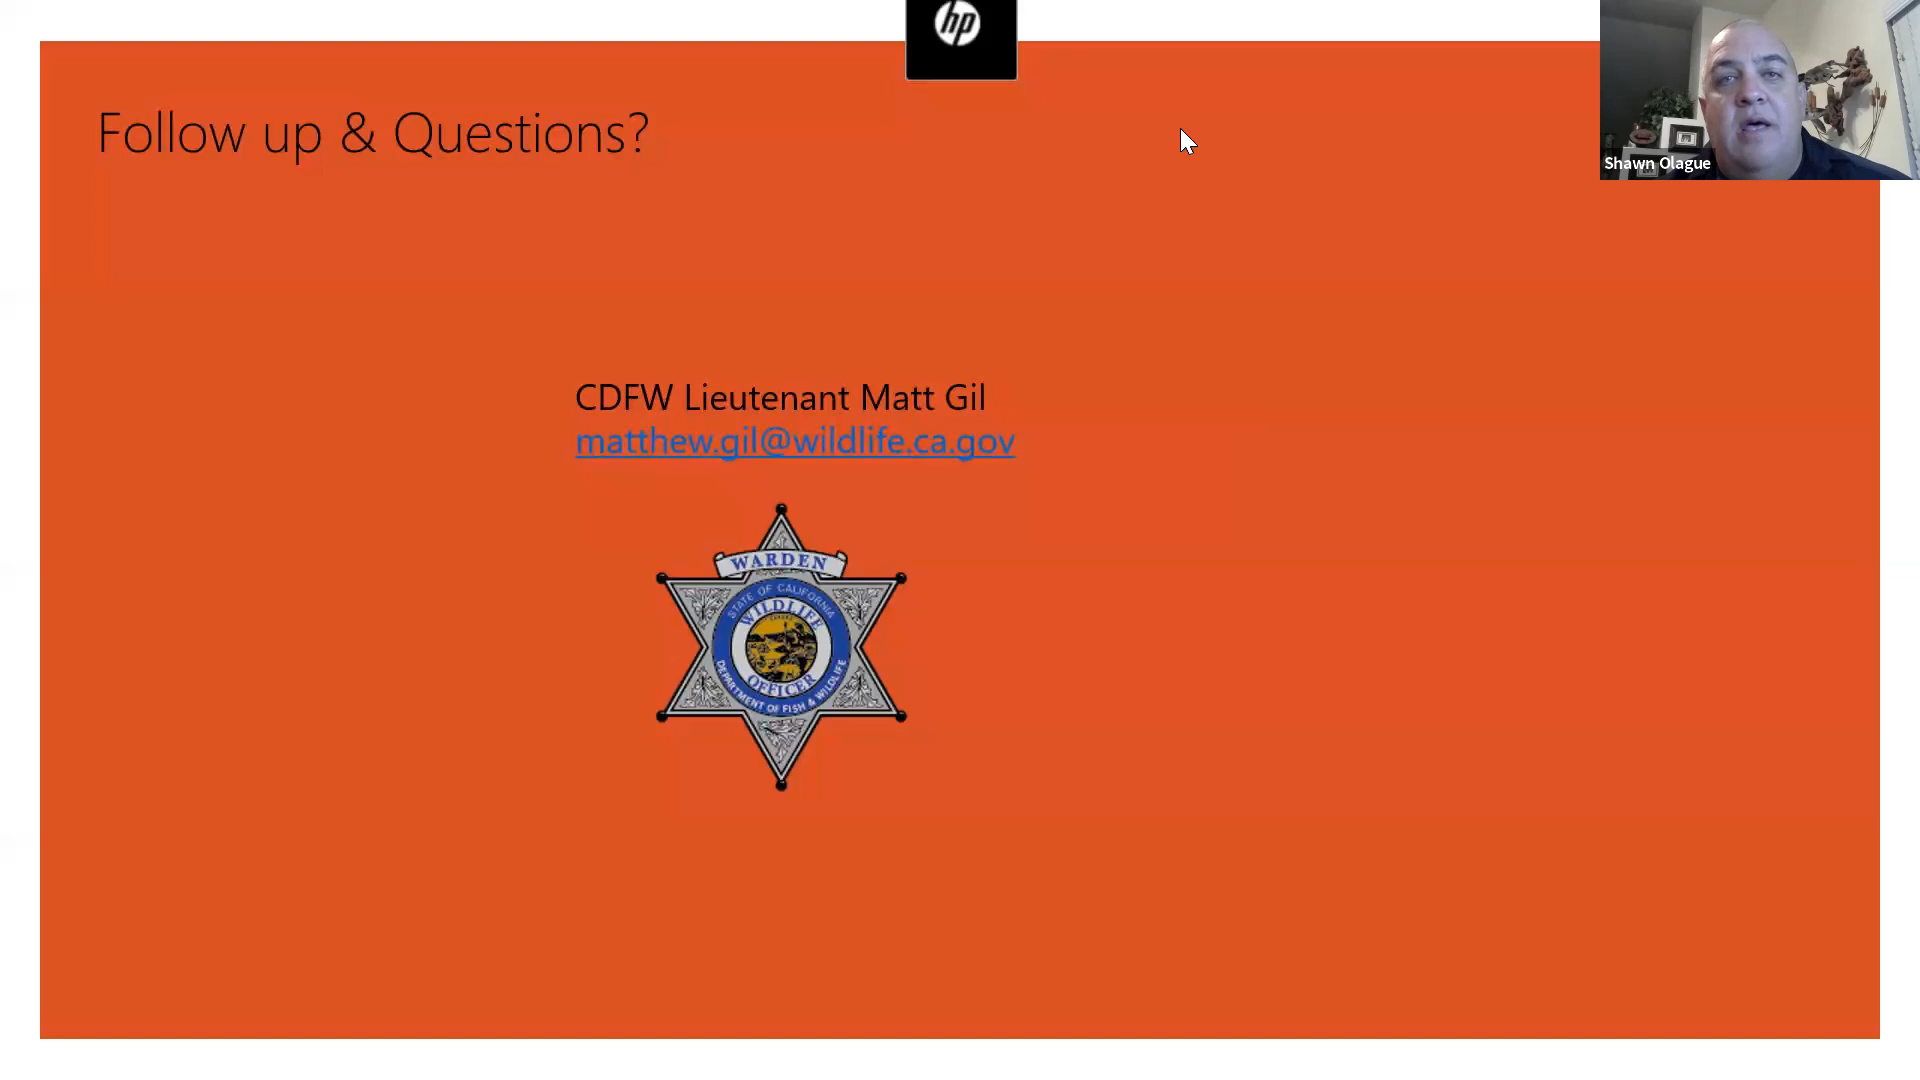 hp
Follow up & Questions?
Shawn Olague
CDFW Lieutenant Matt Gil
matthew.gil@wildlife.ca.gov
WARDEN
STATE OF CALIFORNIA
WILDLIFE
OFFICER
DEPARTMENT OF FISH & WILDLIFE